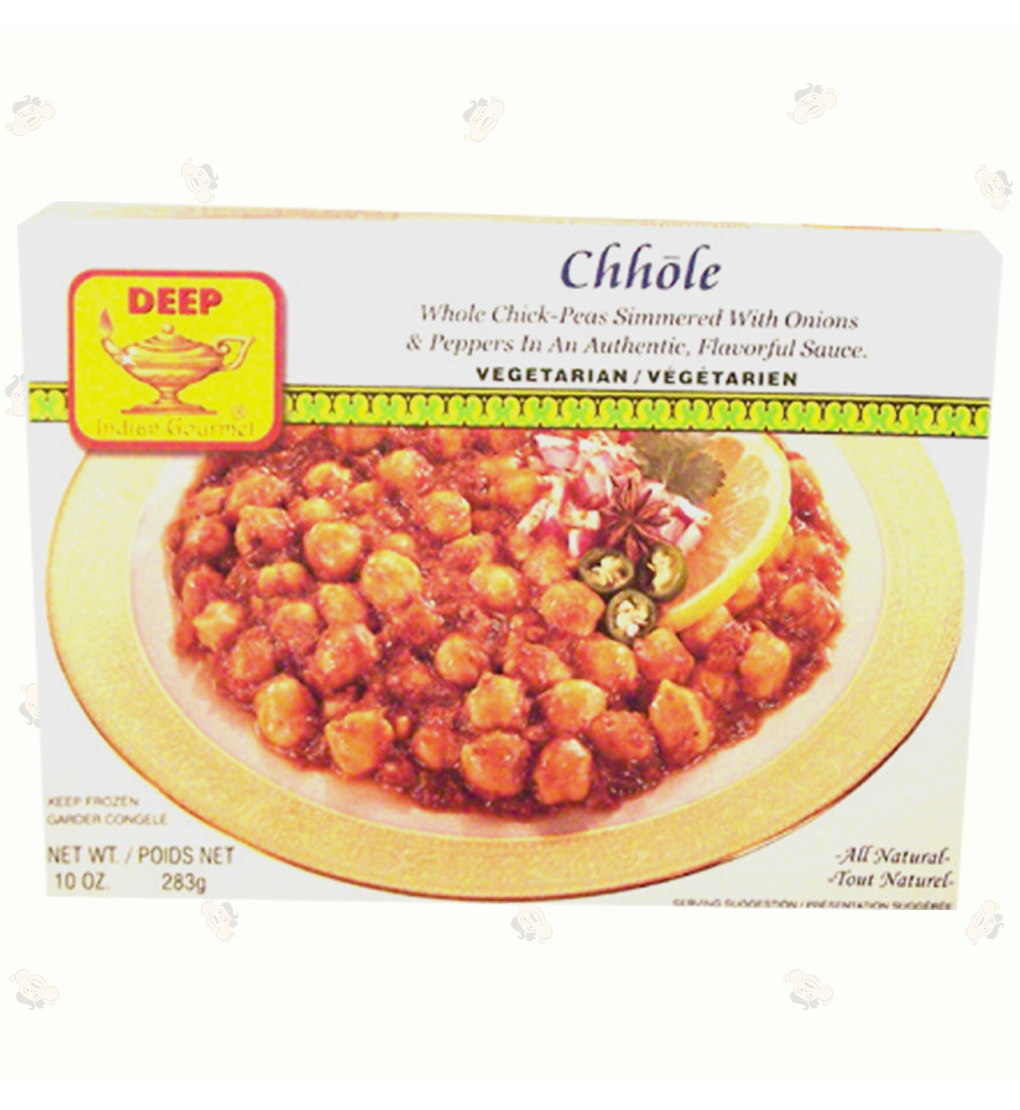 DEEP
Indian Gourmet
®
Chhōle
Whole Chick-Peas Simmered With Onions
& Peppers In An Authentic, Flavorful Sauce.
VEGETARIAN / VÉGÉTARIEN
KEEP FROZEN
GARDER CONGELÉ
NET WT. / POIDS NET
10 OZ. 283g
-All Natural-
-Tout Naturel-
SERVING SUGGESTION / PRÉSENTATION SUGGÉRÉE